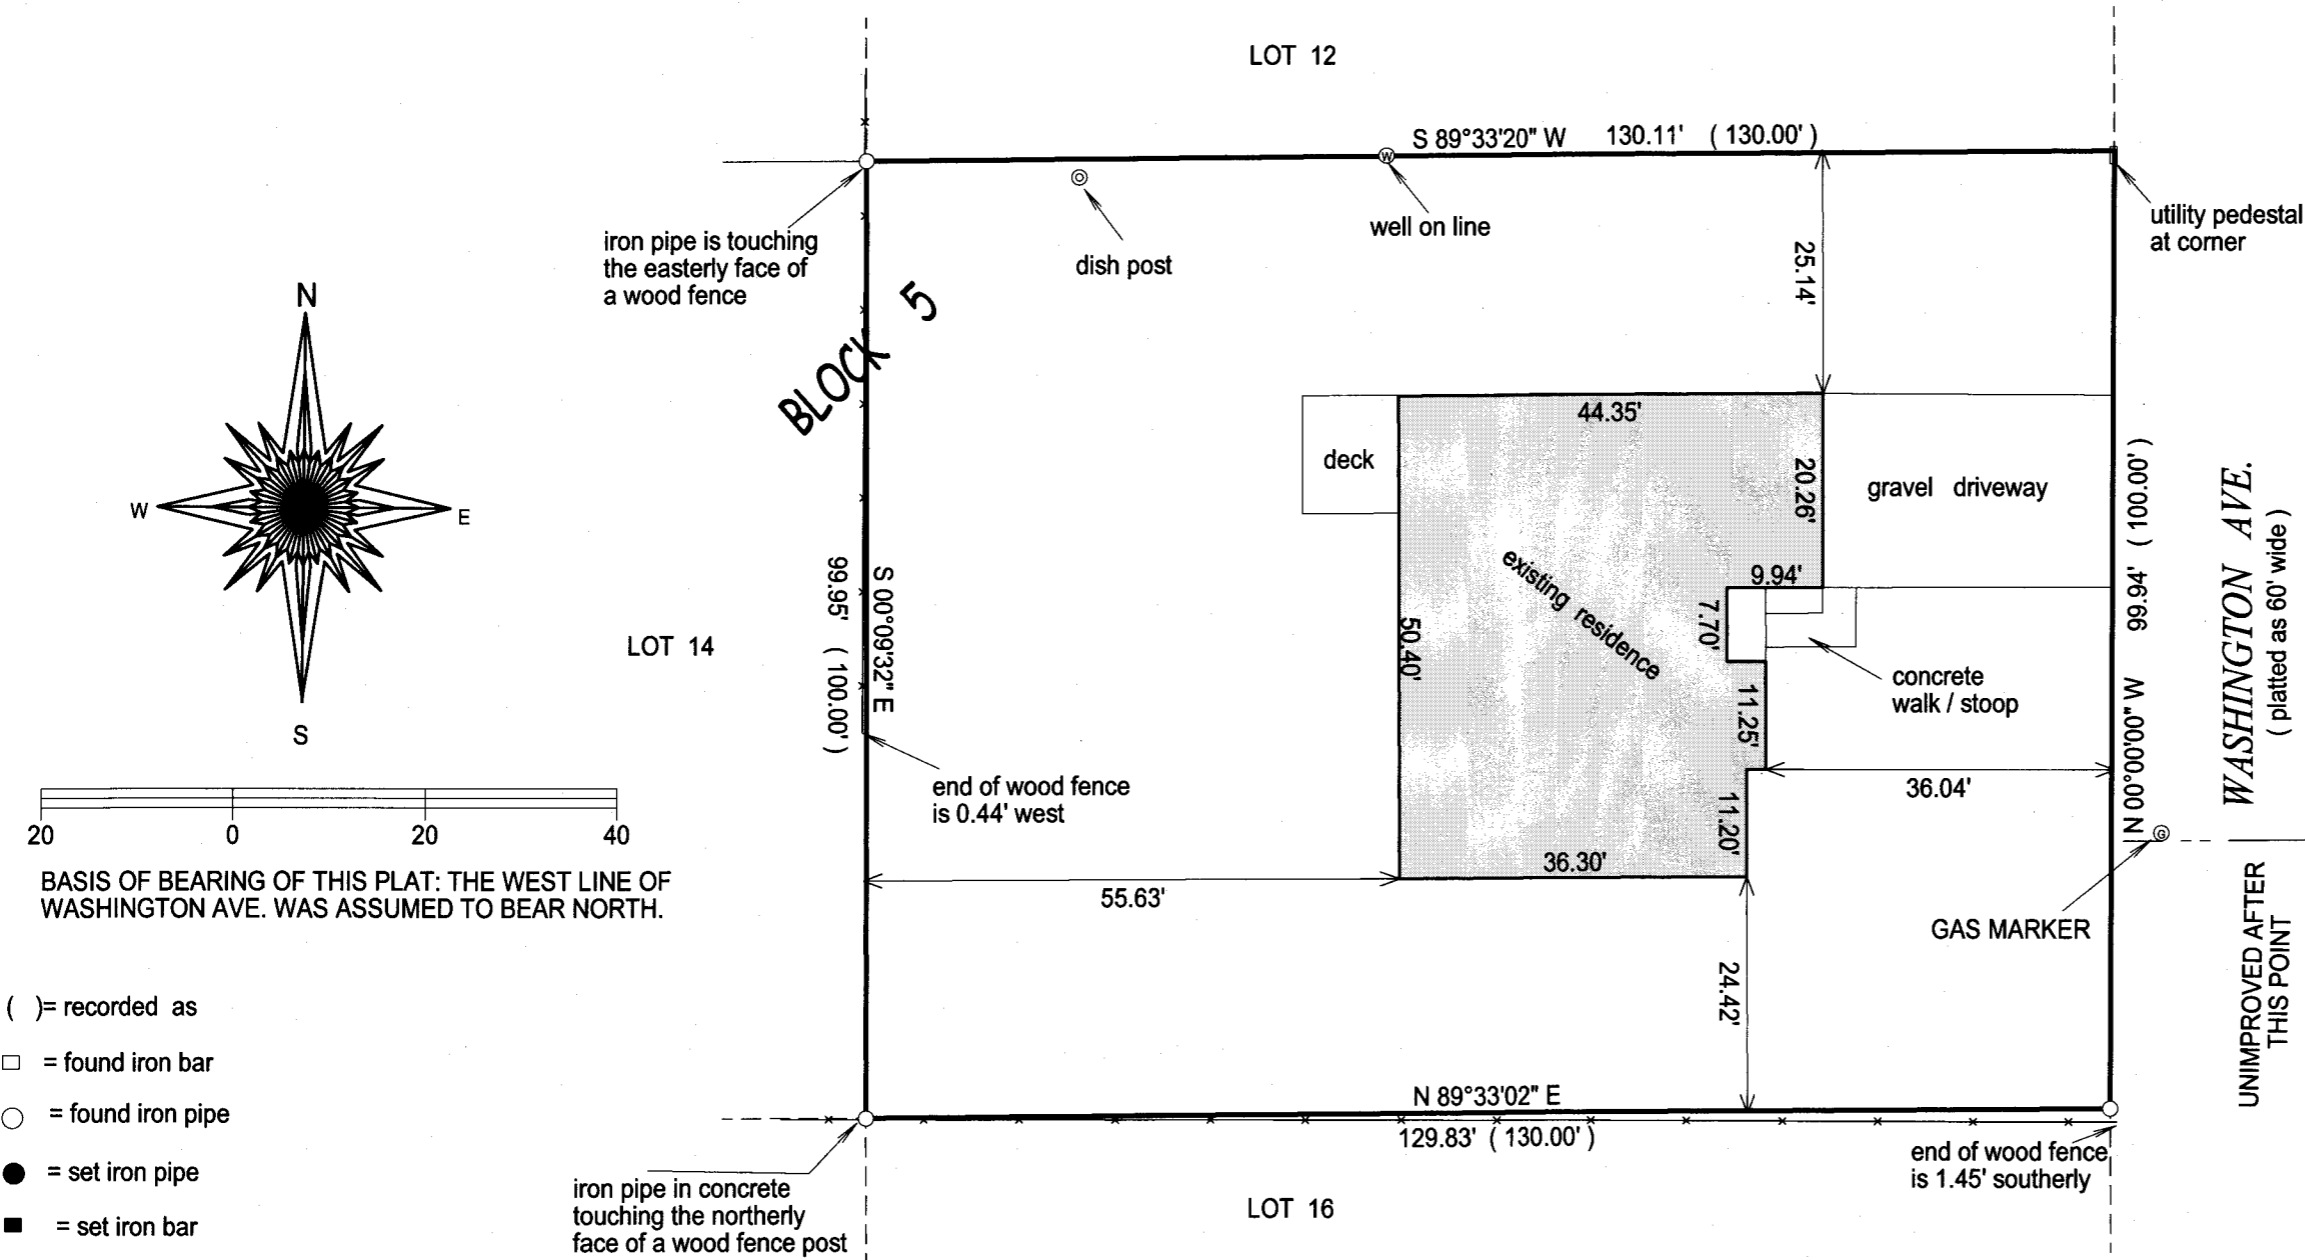 LOT 12
S 89°33'20" W 130.11' ( 130.00' )
W
well on line
dish post
utility pedestal
at corner
iron pipe is touching
the easterly face of
a wood fence
25.14'
BLOCK 5
N
W
E
S
44.35'
deck
20.26'
gravel driveway
9.94'
7.70'
existing residence
50.40'
concrete
walk / stoop
11.25'
36.04'
11.20'
36.30'
LOT 14
S 00°09'32" E
99.95' ( 100.00' )
N 00°00'00" W 99.94' ( 100.00' )
WASHINGTON AVE.
( platted as 60' wide )
end of wood fence
is 0.44' west
55.63'
G
GAS MARKER
UNIMPROVED AFTER
THIS POINT
20 0 20 40
BASIS OF BEARING OF THIS PLAT: THE WEST LINE OF
WASHINGTON AVE. WAS ASSUMED TO BEAR NORTH.
24.42'
( )= recorded as
= found iron bar
= found iron pipe
= set iron pipe
= set iron bar
N 89°33'02" E
129.83' ( 130.00' )
end of wood fence
is 1.45' southerly
iron pipe in concrete
touching the northerly
face of a wood fence post
LOT 16